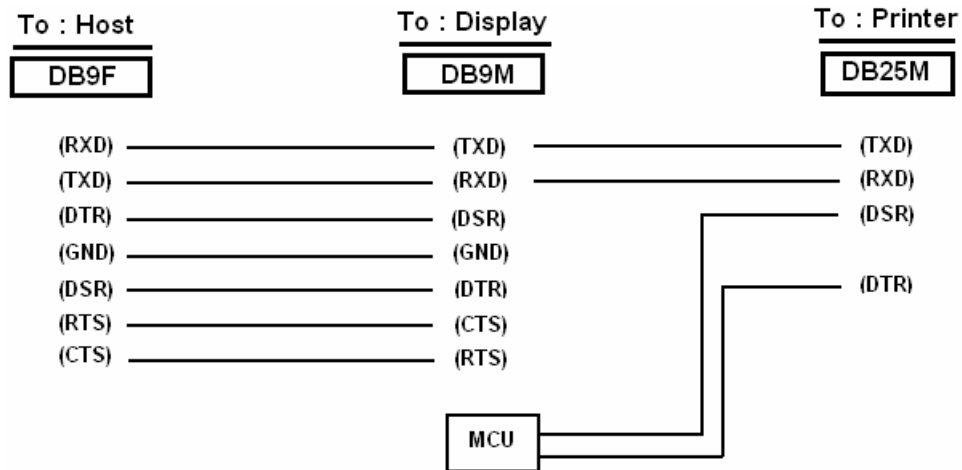 To : Host To : Display To : Printer
DB9F DB9M DB25M
(RXD) (TXD) (TXD)
(TXD) (RXD) (RXD)
(DTR) (DSR) (DSR)
(GND) (GND)
(DSR) (DTR) (DTR)
(RTS) (CTS)
(CTS) (RTS)
MCU